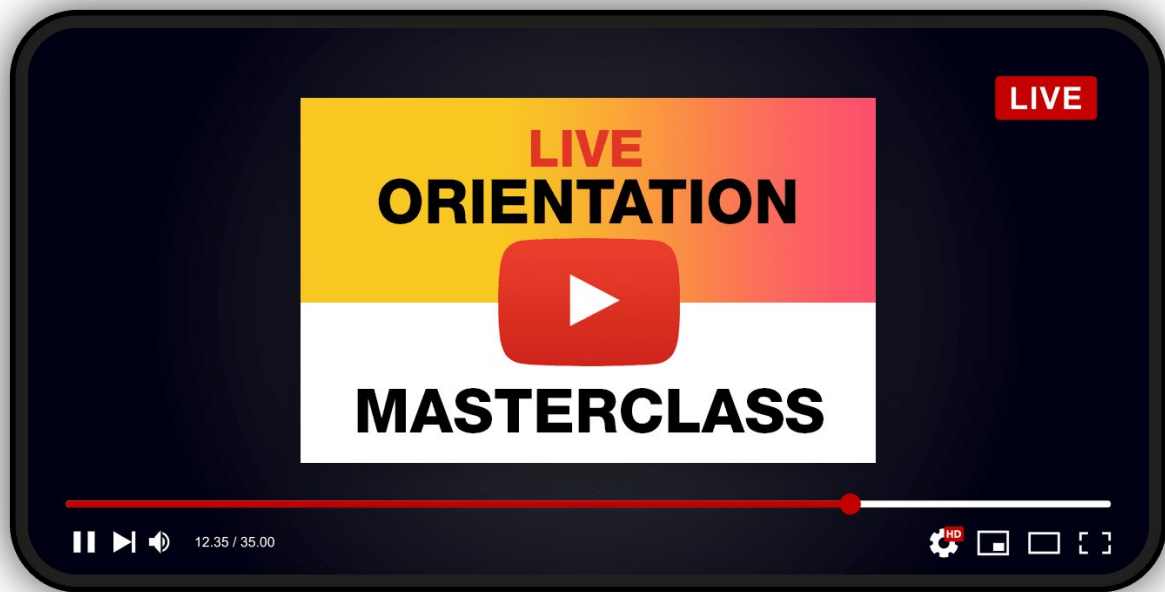 LIVE
LIVE
ORIENTATION
MASTERCLASS
12.35 / 35.00
HD